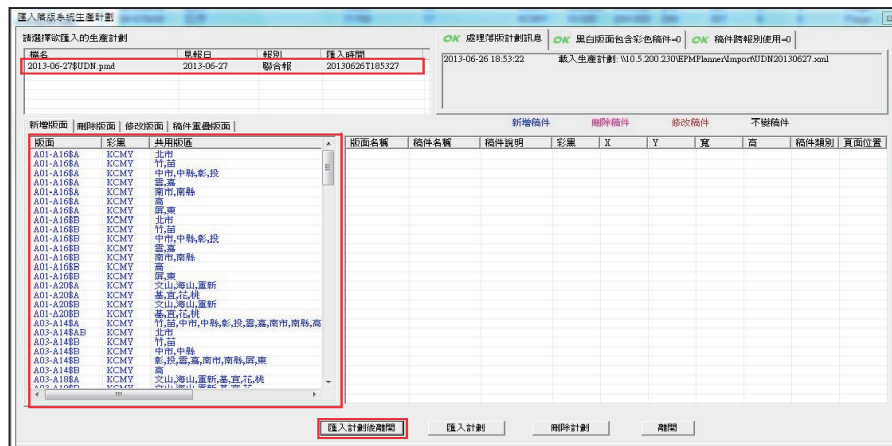 匯入落版系統生產計劃
請選擇欲匯入的生產計劃
檔名 見報日 報別 匯入時間
2013-06-27$UDN.pmd 2013-06-27 聯合報 20130626T185327
OK 處理落版計劃訊息 OK 黑白版面包含彩色稿件=0 OK 稿件跨報別使用=0
2013-06-26 18:53:22 載入生產計劃: \\10.5.200.230\EPMPlanner\Import\UDN20130627.xml
新增版面 刪除版面 修改版面 稿件重疊版面
新增稿件 刪除稿件 修改稿件 不變稿件
版面 彩黑 共用版區
A01-A16$A KCMY 北市
A01-A16$A KCMY 竹,苗
A01-A16$A KCMY 中市,中縣,彰,投
A01-A16$A KCMY 雲,嘉
A01-A16$A KCMY 南市,南縣
A01-A16$A KCMY 高
A01-A16$A KCMY 屏,東
A01-A16$B KCMY 北市
A01-A16$B KCMY 竹,苗
A01-A16$B KCMY 中市,中縣,彰,投
A01-A16$B KCMY 雲,嘉
A01-A16$B KCMY 南市,南縣
A01-A16$B KCMY 高
A01-A16$B KCMY 屏,東
A01-A20$A KCMY 文山,海山,重新
A01-A20$A KCMY 基,宜,花,桃
A01-A20$B KCMY 文山,海山,重新
A01-A20$B KCMY 基,宜,花,桃
A03-A14$A KCMY 竹,苗,中市,中縣,彰,投,雲,嘉,南市,南縣,高
A03-A14$AB KCMY 北市
A03-A14$B KCMY 竹,苗
A03-A14$B KCMY 中市,中縣
A03-A14$B KCMY 彰,投,雲,嘉,南市,南縣,屏,東
A03-A14$B KCMY 高
A03-A18$A KCMY 文山,海山,重新,基,宜,花,桃
版面名稱 稿件名稱 稿件說明 彩黑 X Y 寬 高 稿件類別 頁面位置
匯入計劃後離開 匯入計劃 刪除計劃 離開